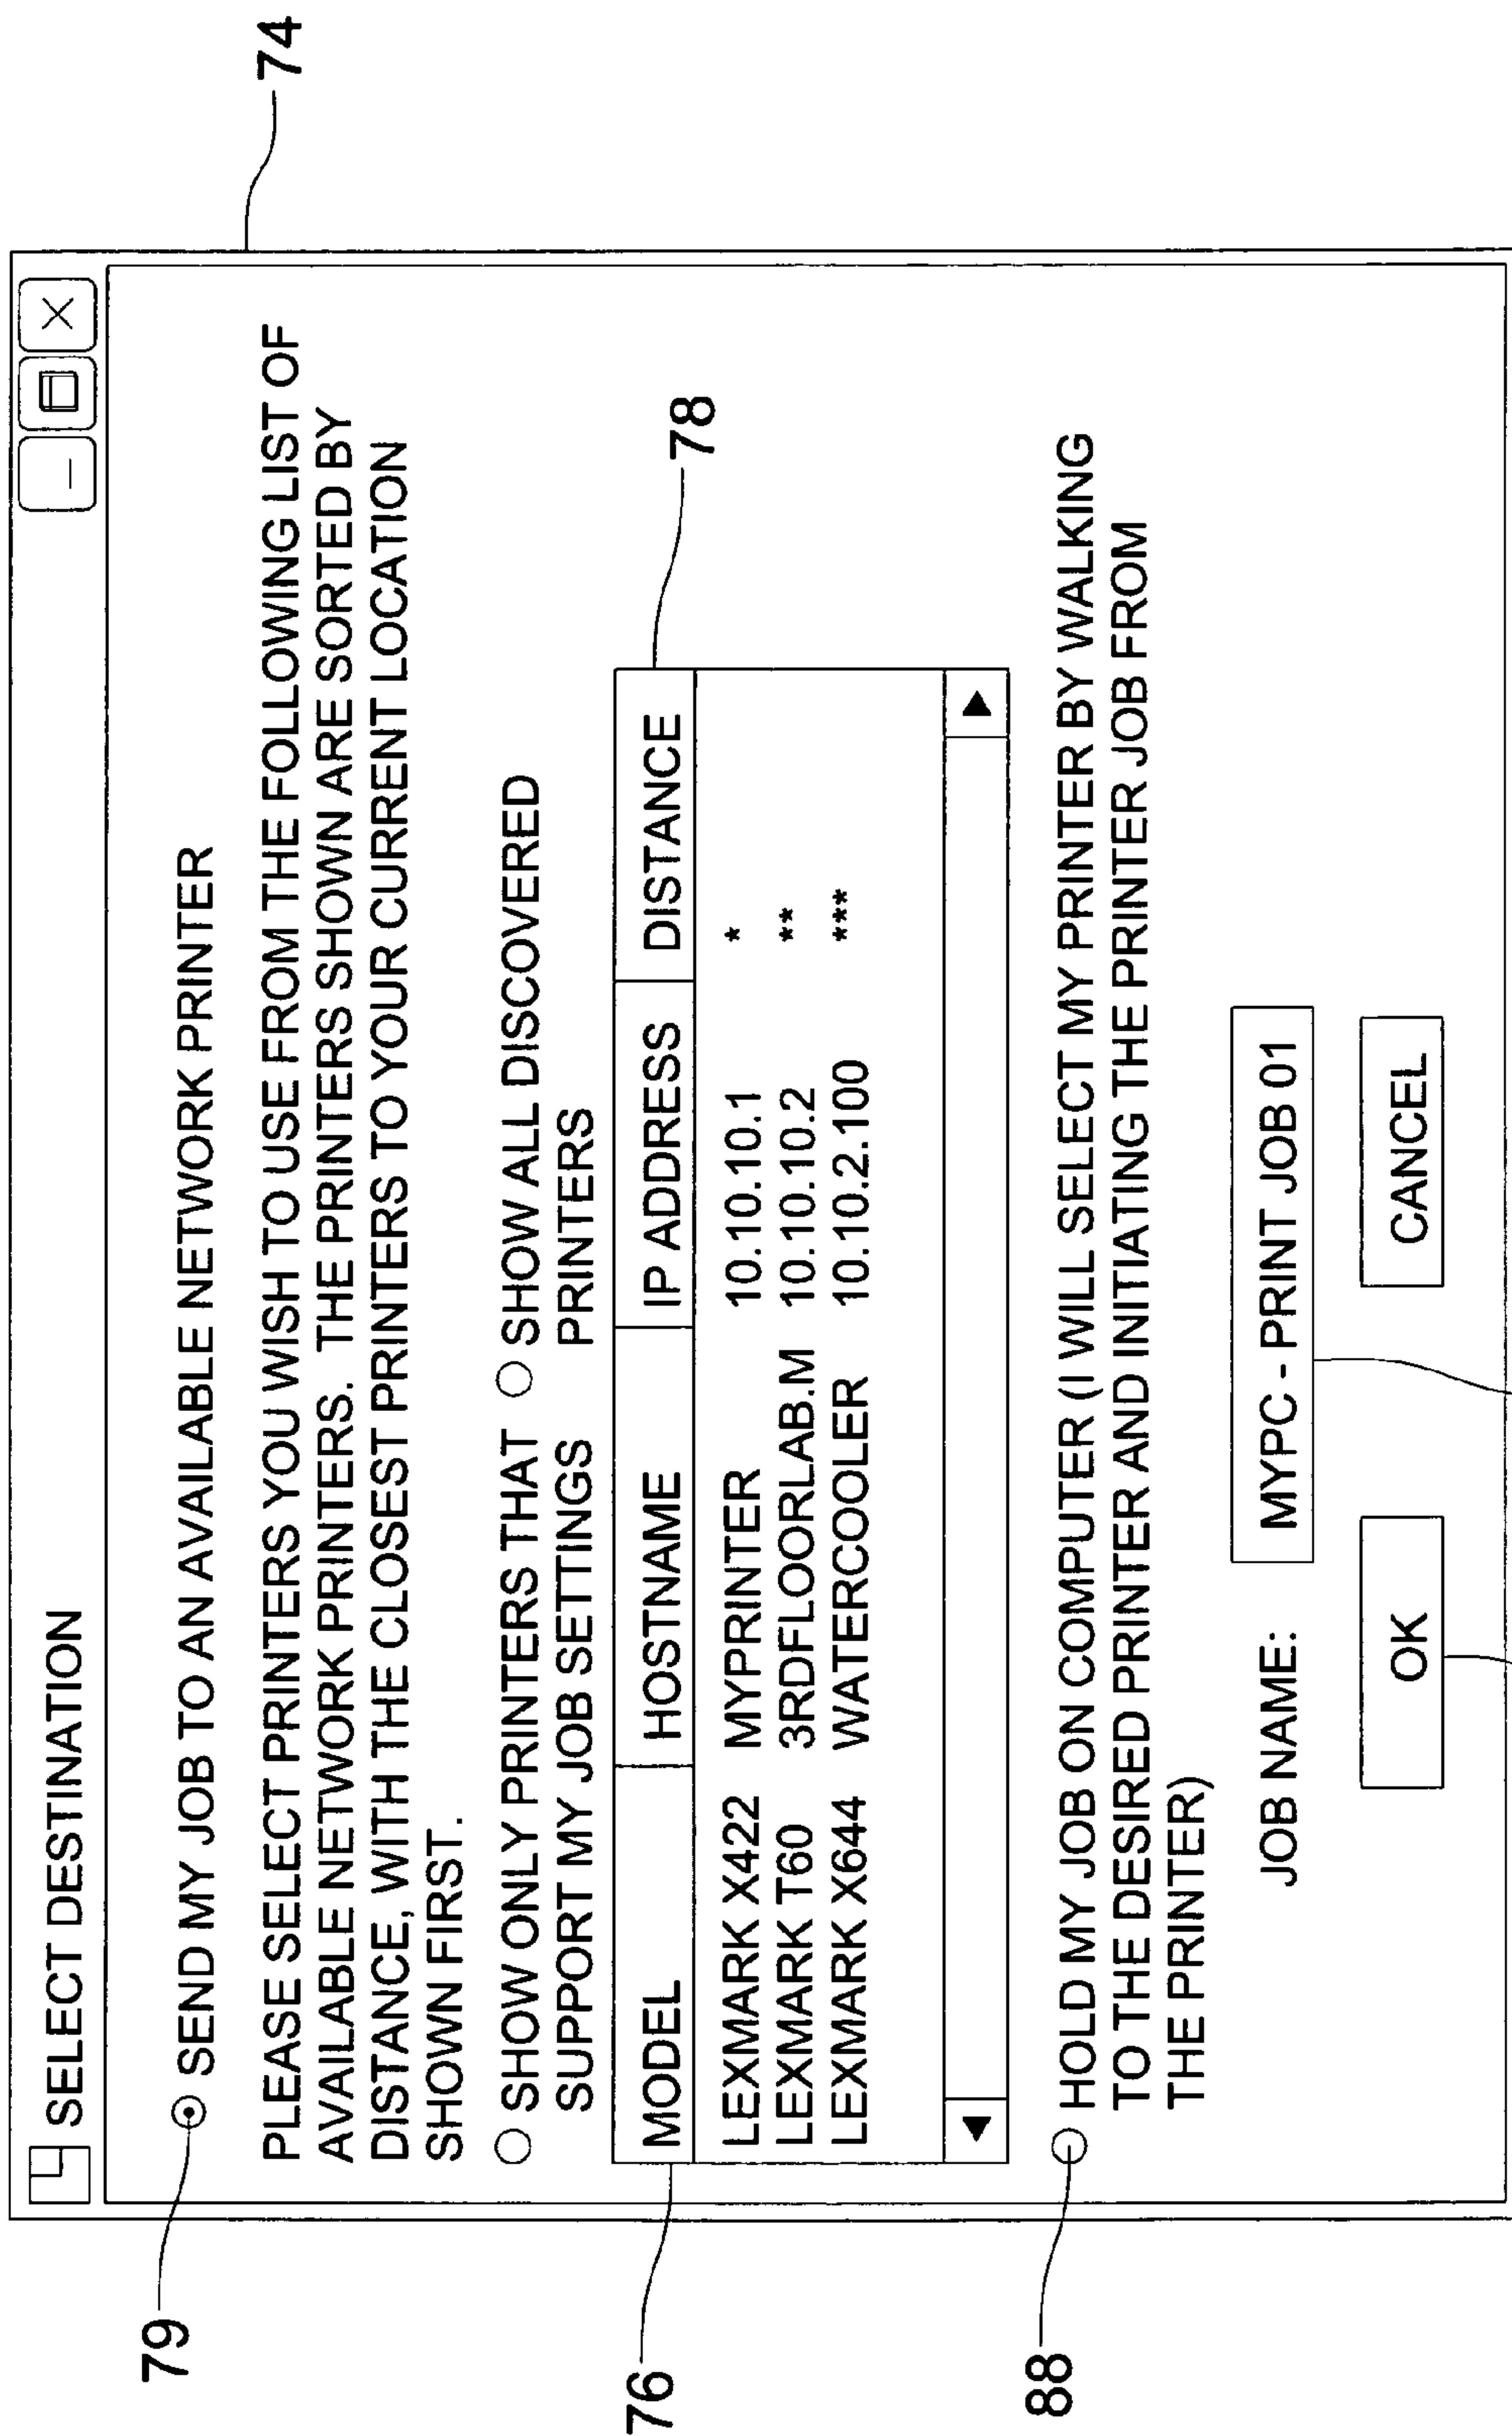 74
SELECT DESTINATION
79
SEND MY JOB TO AN AVAILABLE NETWORK PRINTER
PLEASE SELECT PRINTERS YOU WISH TO USE FROM THE FOLLOWING LIST OF
AVAILABLE NETWORK PRINTERS. THE PRINTERS SHOWN ARE SORTED BY
DISTANCE, WITH THE CLOSEST PRINTERS TO YOUR CURRENT LOCATION
SHOWN FIRST.
SHOW ONLY PRINTERS THAT SHOW ALL DISCOVERED
SUPPORT MY JOB SETTINGS PRINTERS
76
78
MODEL HOSTNAME IP ADDRESS DISTANCE
LEXMARK X422 MYPRINTER 10.10.10.1 *
LEXMARK T60 3RDFLOORLAB.M 10.10.10.2 **
LEXMARK X644 WATERCOOLER 10.10.2.100 ***
88
HOLD MY JOB ON COMPUTER (I WILL SELECT MY PRINTER BY WALKING
TO THE DESIRED PRINTER AND INITIATING THE PRINTER JOB FROM
THE PRINTER)
JOB NAME: MYPC - PRINT JOB 01
OK CANCEL